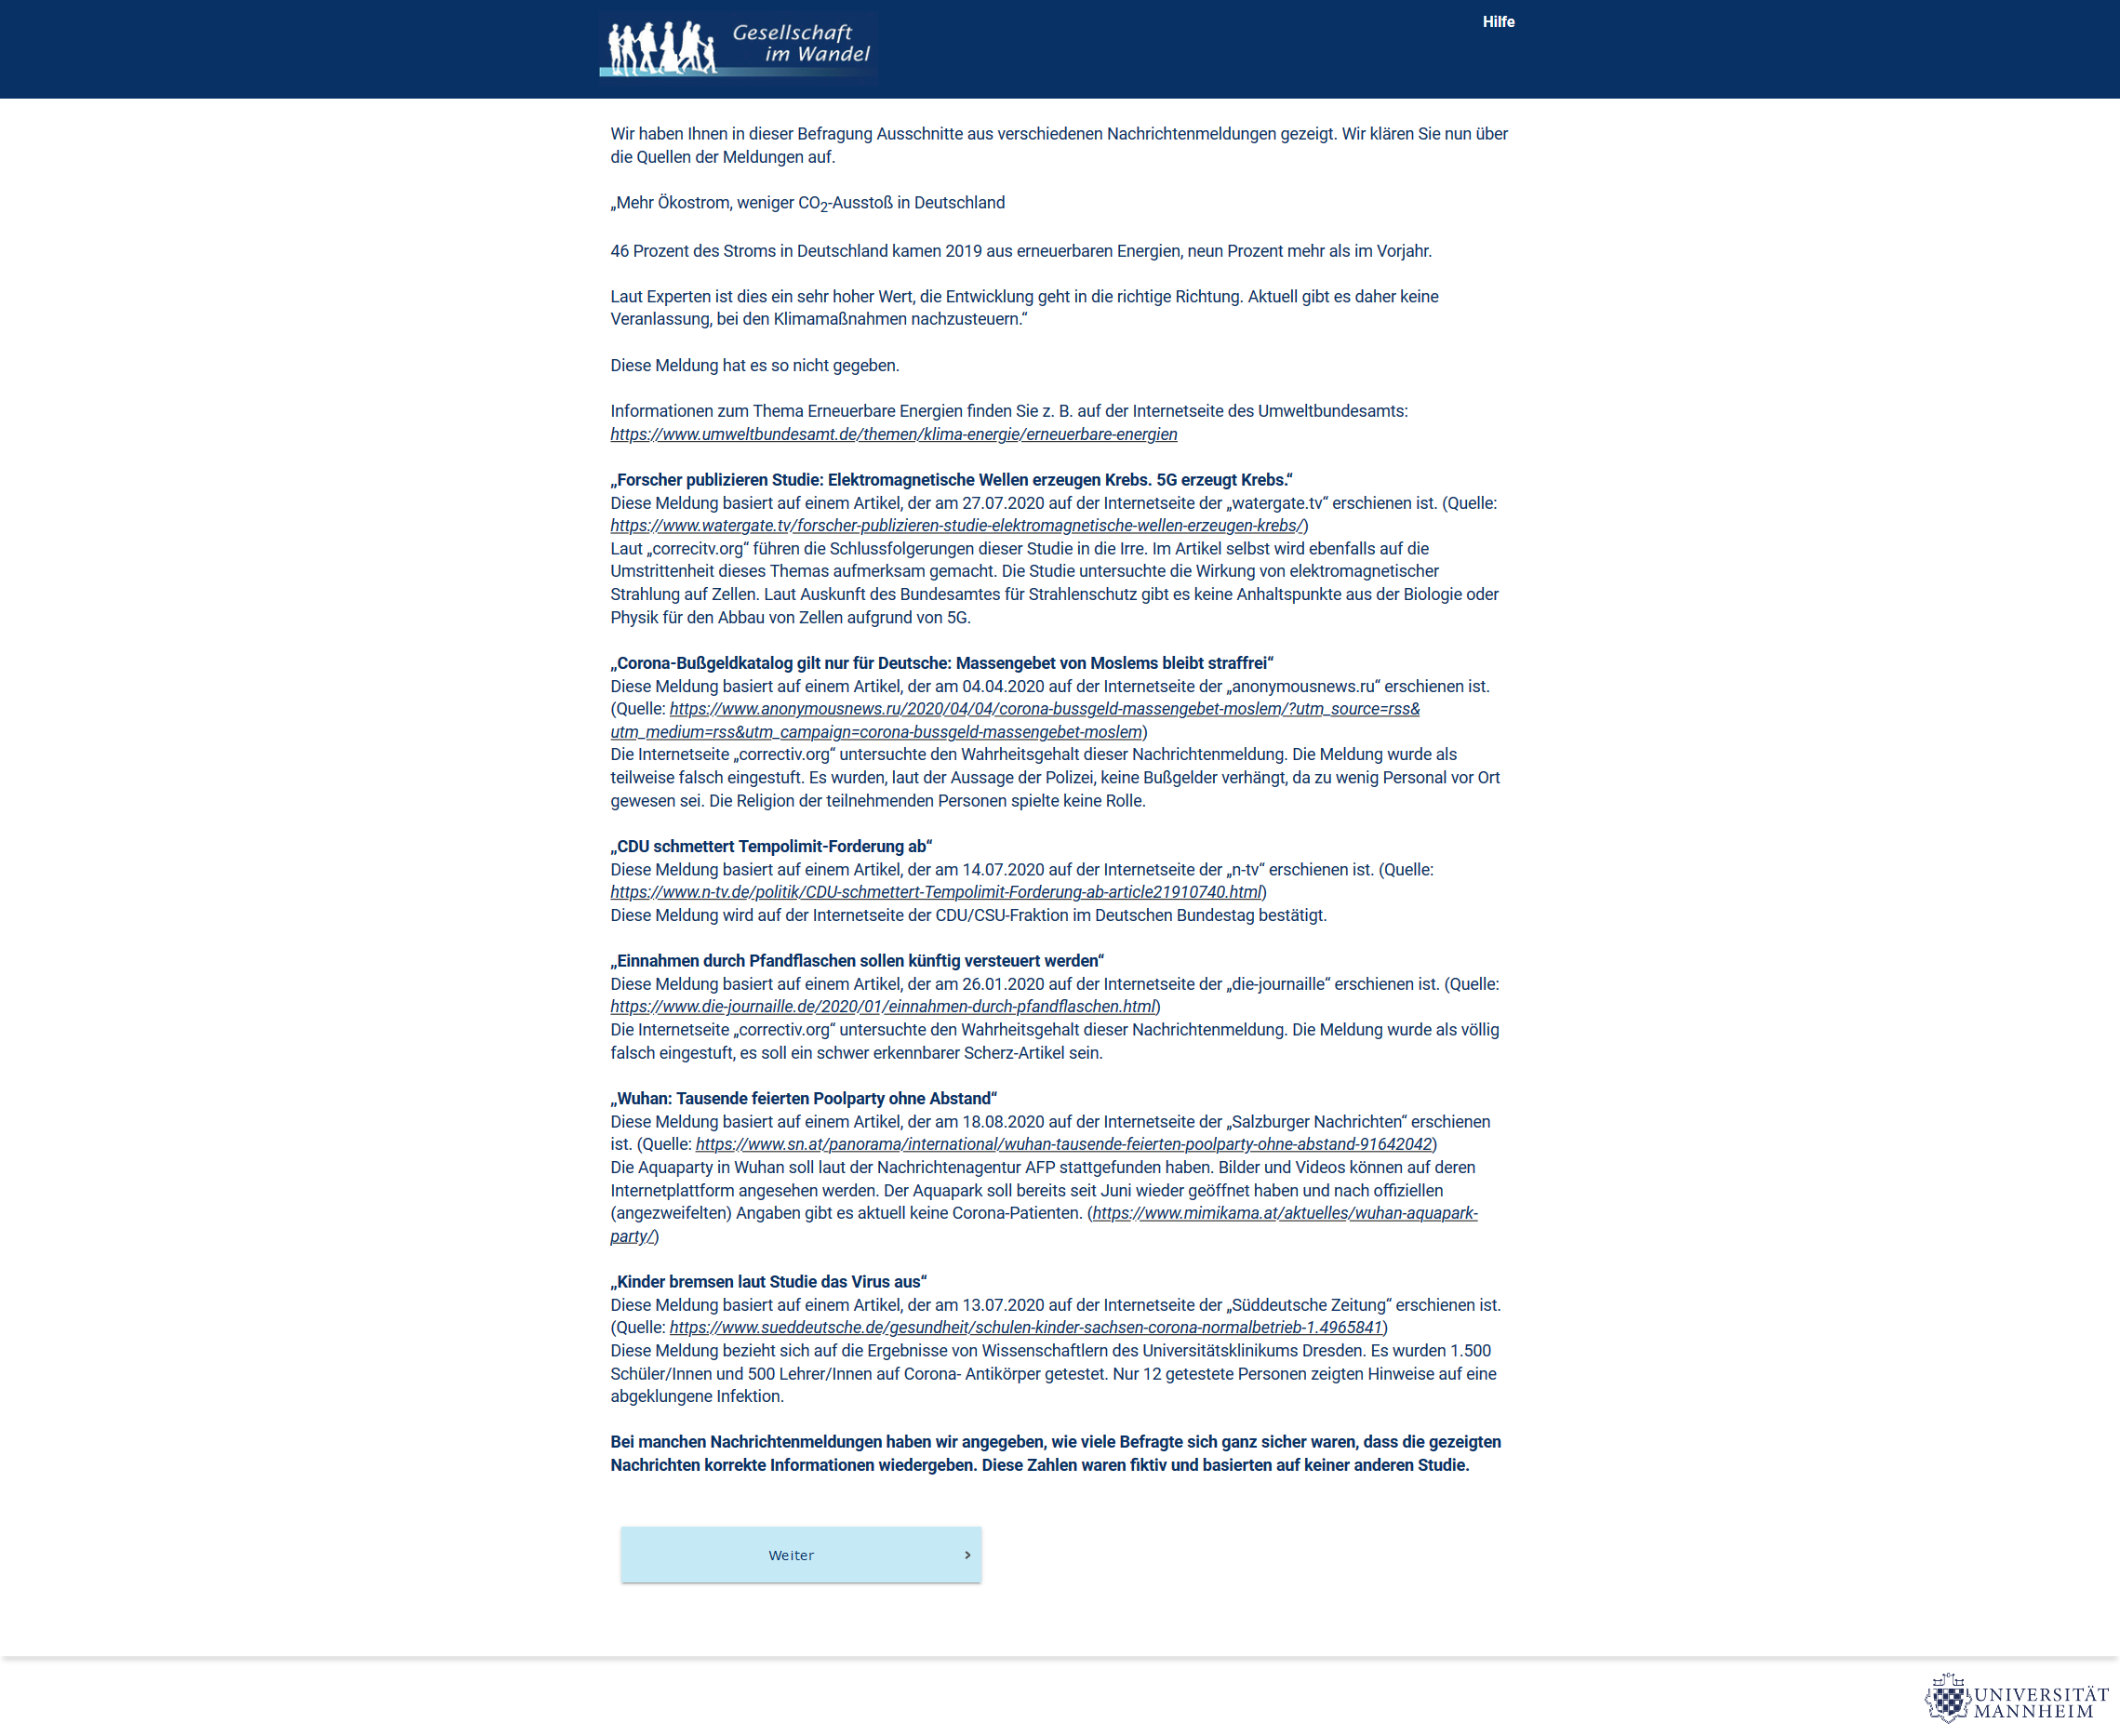 Gesellschaft
im Wandel
Hilfe
Wir haben Ihnen in dieser Befragung Ausschnitte aus verschiedenen Nachrichtenmeldungen gezeigt. Wir klären Sie nun über
die Quellen der Meldungen auf.
„Mehr Ökostrom, weniger CO₂-Ausstoß in Deutschland
46 Prozent des Stroms in Deutschland kamen 2019 aus erneuerbaren Energien, neun Prozent mehr als im Vorjahr.
Laut Experten ist dies ein sehr hoher Wert, die Entwicklung geht in die richtige Richtung. Aktuell gibt es daher keine
Veranlassung, bei den Klimamaßnahmen nachzusteuern.“
Diese Meldung hat es so nicht gegeben.
Informationen zum Thema Erneuerbare Energien finden Sie z. B. auf der Internetseite des Umweltbundesamts:
https://www.umweltbundesamt.de/themen/klima-energie/erneuerbare-energien
„Forscher publizieren Studie: Elektromagnetische Wellen erzeugen Krebs. 5G erzeugt Krebs.“
Diese Meldung basiert auf einem Artikel, der am 27.07.2020 auf der Internetseite der „watergate.tv“ erschienen ist. (Quelle:
https://www.watergate.tv/forscher-publizieren-studie-elektromagnetische-wellen-erzeugen-krebs/)
Laut „correcitv.org“ führen die Schlussfolgerungen dieser Studie in die Irre. Im Artikel selbst wird ebenfalls auf die
Umstrittenheit dieses Themas aufmerksam gemacht. Die Studie untersuchte die Wirkung von elektromagnetischer
Strahlung auf Zellen. Laut Auskunft des Bundesamtes für Strahlenschutz gibt es keine Anhaltspunkte aus der Biologie oder
Physik für den Abbau von Zellen aufgrund von 5G.
„Corona-Bußgeldkatalog gilt nur für Deutsche: Massengebet von Moslems bleibt straffrei“
Diese Meldung basiert auf einem Artikel, der am 04.04.2020 auf der Internetseite der „anonymousnews.ru“ erschienen ist.
(Quelle: https://www.anonymousnews.ru/2020/04/04/corona-bussgeld-massengebet-moslem/?utm_source=rss&
utm_medium=rss&utm_campaign=corona-bussgeld-massengebet-moslem)
Die Internetseite „correctiv.org“ untersuchte den Wahrheitsgehalt dieser Nachrichtenmeldung. Die Meldung wurde als
teilweise falsch eingestuft. Es wurden, laut der Aussage der Polizei, keine Bußgelder verhängt, da zu wenig Personal vor Ort
gewesen sei. Die Religion der teilnehmenden Personen spielte keine Rolle.
„CDU schmettert Tempolimit-Forderung ab“
Diese Meldung basiert auf einem Artikel, der am 14.07.2020 auf der Internetseite der „n-tv“ erschienen ist. (Quelle:
https://www.n-tv.de/politik/CDU-schmettert-Tempolimit-Forderung-ab-article21910740.html)
Diese Meldung wird auf der Internetseite der CDU/CSU-Fraktion im Deutschen Bundestag bestätigt.
„Einnahmen durch Pfandflaschen sollen künftig versteuert werden“
Diese Meldung basiert auf einem Artikel, der am 26.01.2020 auf der Internetseite der „die-journaille“ erschienen ist. (Quelle:
https://www.die-journaille.de/2020/01/einnahmen-durch-pfandflaschen.html)
Die Internetseite „correctiv.org“ untersuchte den Wahrheitsgehalt dieser Nachrichtenmeldung. Die Meldung wurde als völlig
falsch eingestuft, es soll ein schwer erkennbarer Scherz-Artikel sein.
„Wuhan: Tausende feierten Poolparty ohne Abstand“
Diese Meldung basiert auf einem Artikel, der am 18.08.2020 auf der Internetseite der „Salzburger Nachrichten“ erschienen
ist. (Quelle: https://www.sn.at/panorama/international/wuhan-tausende-feierten-poolparty-ohne-abstand-91642042)
Die Aquaparty in Wuhan soll laut der Nachrichtenagentur AFP stattgefunden haben. Bilder und Videos können auf deren
Internetplattform angesehen werden. Der Aquapark soll bereits seit Juni wieder geöffnet haben und nach offiziellen
(angezweifelten) Angaben gibt es aktuell keine Corona-Patienten. (https://www.mimikama.at/aktuelles/wuhan-aquapark-
party/)
„Kinder bremsen laut Studie das Virus aus“
Diese Meldung basiert auf einem Artikel, der am 13.07.2020 auf der Internetseite der „Süddeutsche Zeitung“ erschienen ist.
(Quelle: https://www.sueddeutsche.de/gesundheit/schulen-kinder-sachsen-corona-normalbetrieb-1.4965841)
Diese Meldung bezieht sich auf die Ergebnisse von Wissenschaftlern des Universitätsklinikums Dresden. Es wurden 1.500
Schüler/Innen und 500 Lehrer/Innen auf Corona- Antikörper getestet. Nur 12 getestete Personen zeigten Hinweise auf eine
abgeklungene Infektion.
Bei manchen Nachrichtenmeldungen haben wir angegeben, wie viele Befragte sich ganz sicher waren, dass die gezeigten
Nachrichten korrekte Informationen wiedergeben. Diese Zahlen waren fiktiv und basierten auf keiner anderen Studie.
Weiter
UNIVERSITÄT
MANNHEIM